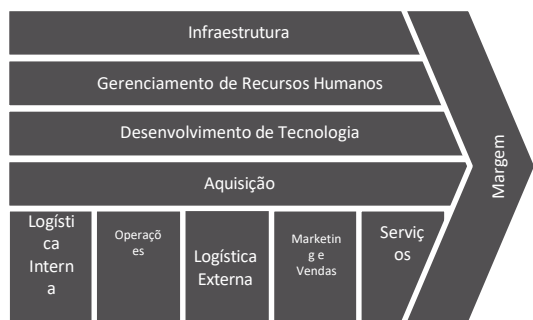 Infraestrutura
Gerenciamento de Recursos Humanos
Desenvolvimento de Tecnologia
Aquisição
Logísti
ca
Intern
a
Operaçõ
es
Logística
Externa
Marketin
g e
Vendas
Serviç
os
Margem